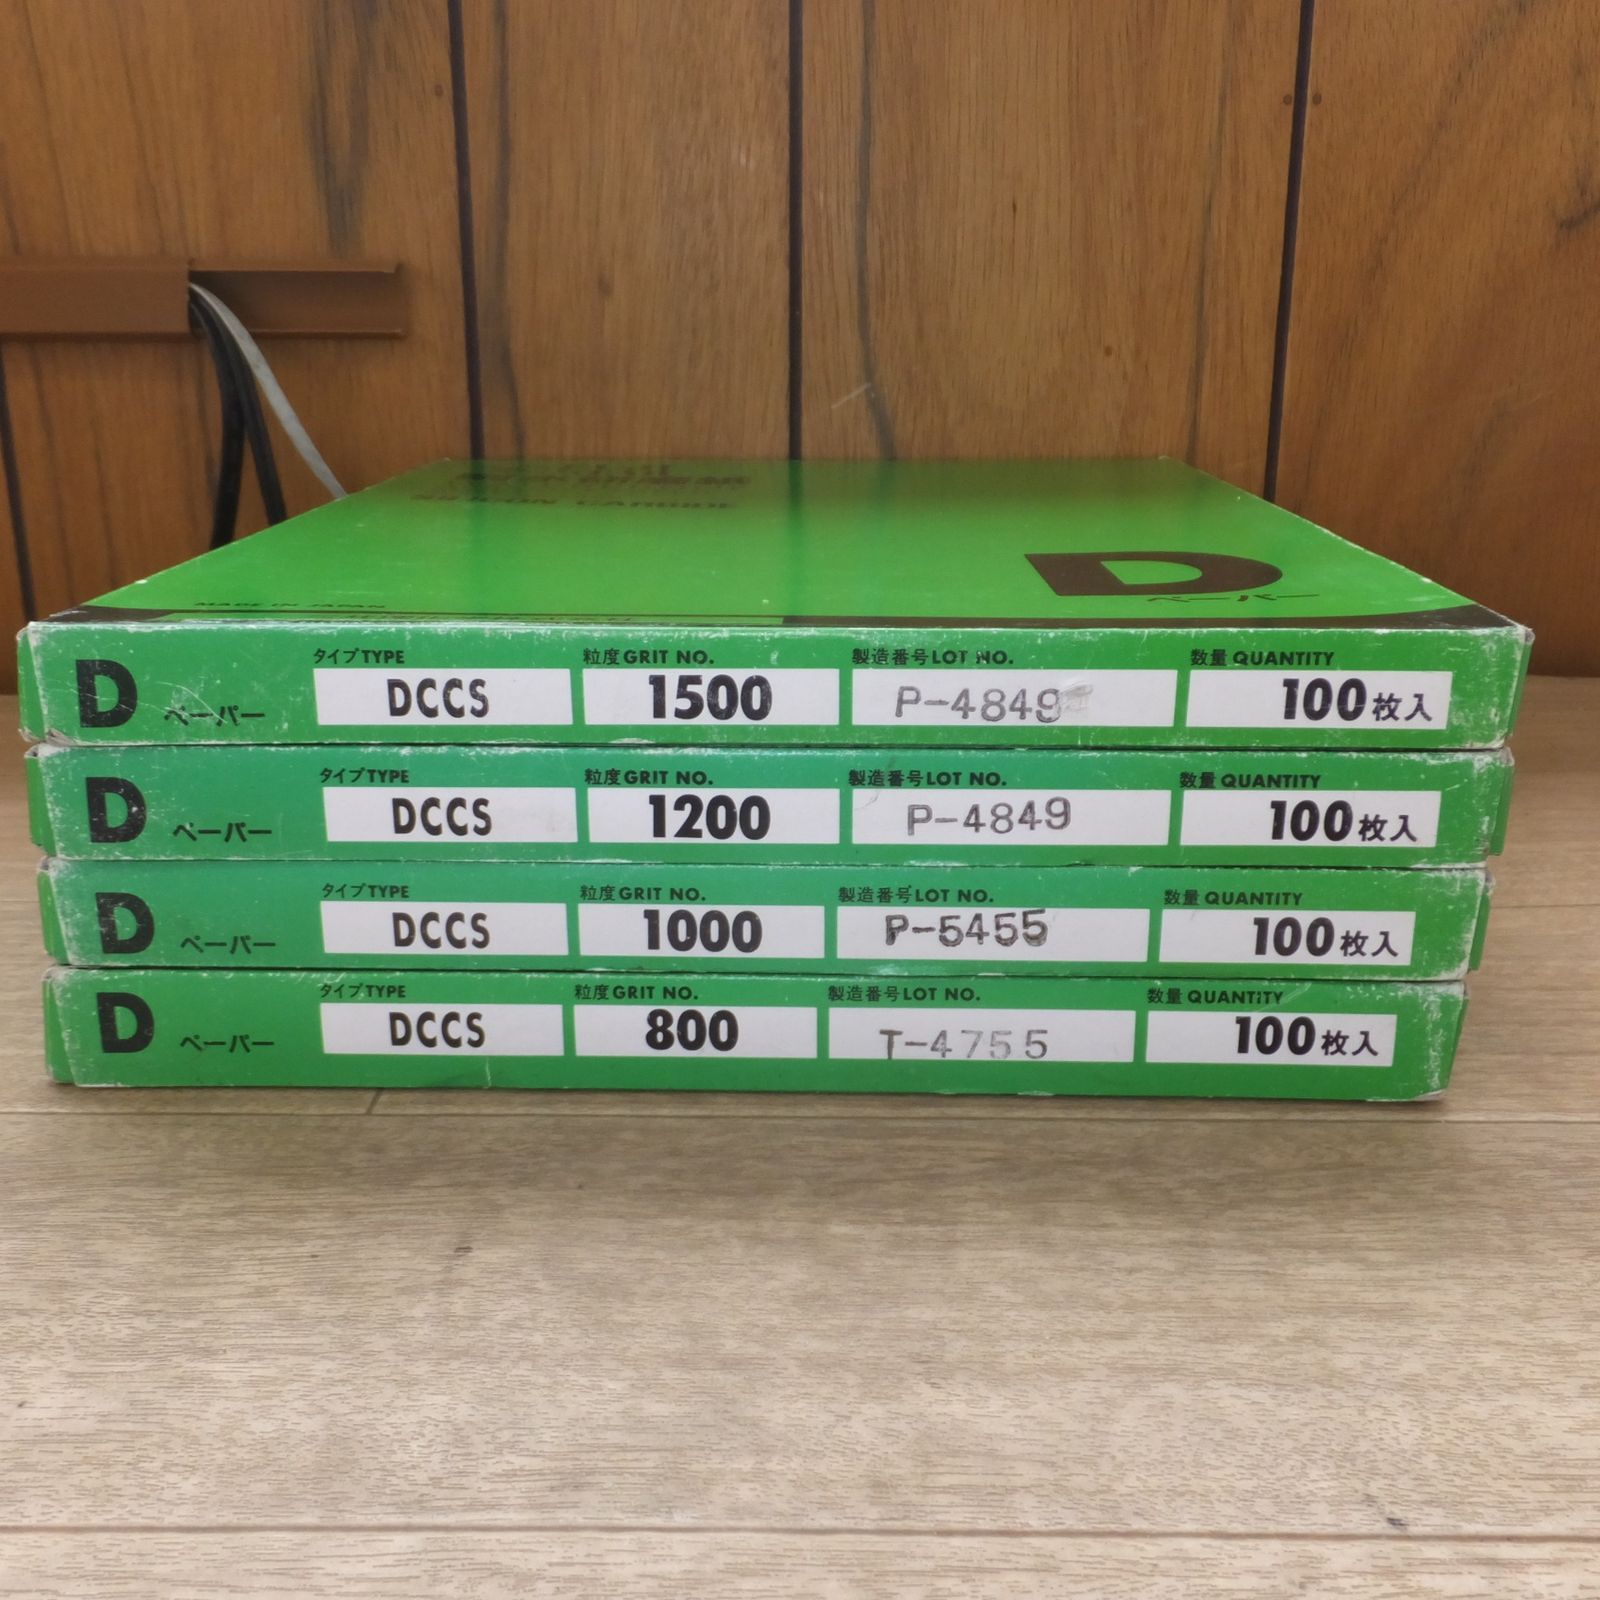 SILICON CARBIDE
D
ペーパー
MADE IN JAPAN
D ペーパー タイプTYPE DCCS 粒度GRIT NO. 1500 製造番号LOT NO. P-4849 数量QUANTITY 100枚入
D ペーパー タイプTYPE DCCS 粒度GRIT NO. 1200 製造番号LOT NO. P-4849 数量QUANTITY 100枚入
D ペーパー タイプTYPE DCCS 粒度GRIT NO. 1000 製造番号LOT NO. P-5455 数量QUANTITY 100枚入
D ペーパー タイプTYPE DCCS 粒度GRIT NO. 800 製造番号LOT NO. T-4755 数量QUANTITY 100枚入